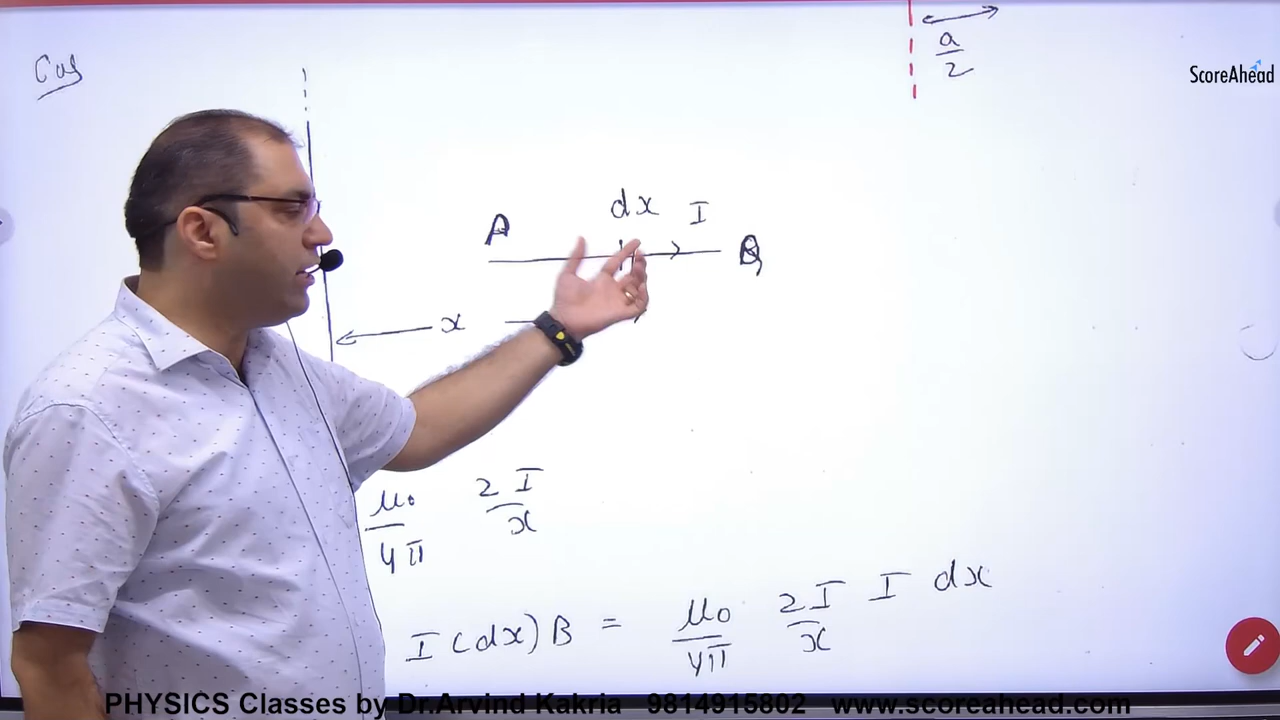 Cas
a
2
ScoreAhead
dx I
A B
x
μ₀ 2 I
4π x
I (dx) B = μ₀ 2I I dx
4π x
PHYSICS Classes by Dr.Arvind Kakria 9814915802 www.scoreahead.com